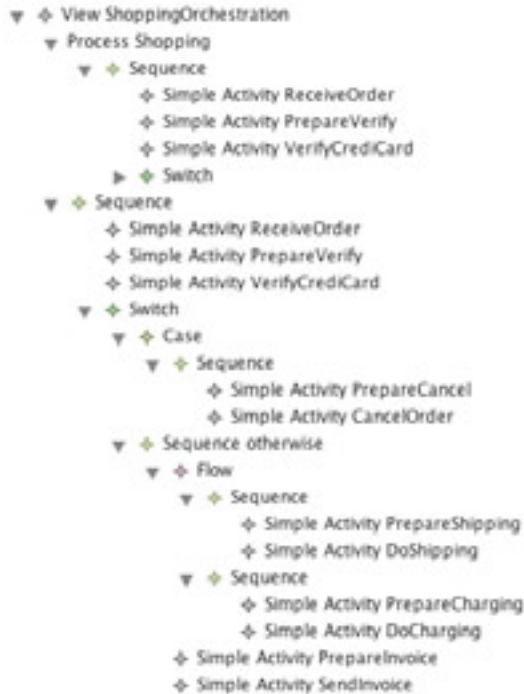 View ShoppingOrchestration
Process Shopping
Sequence
Simple Activity ReceiveOrder
Simple Activity PrepareVerify
Simple Activity VerifyCrediCard
Switch
Sequence
Simple Activity ReceiveOrder
Simple Activity PrepareVerify
Simple Activity VerifyCrediCard
Switch
Case
Sequence
Simple Activity PrepareCancel
Simple Activity CancelOrder
Sequence otherwise
Flow
Sequence
Simple Activity PrepareShipping
Simple Activity DoShipping
Sequence
Simple Activity PrepareCharging
Simple Activity DoCharging
Simple Activity PrepareInvoice
Simple Activity SendInvoice